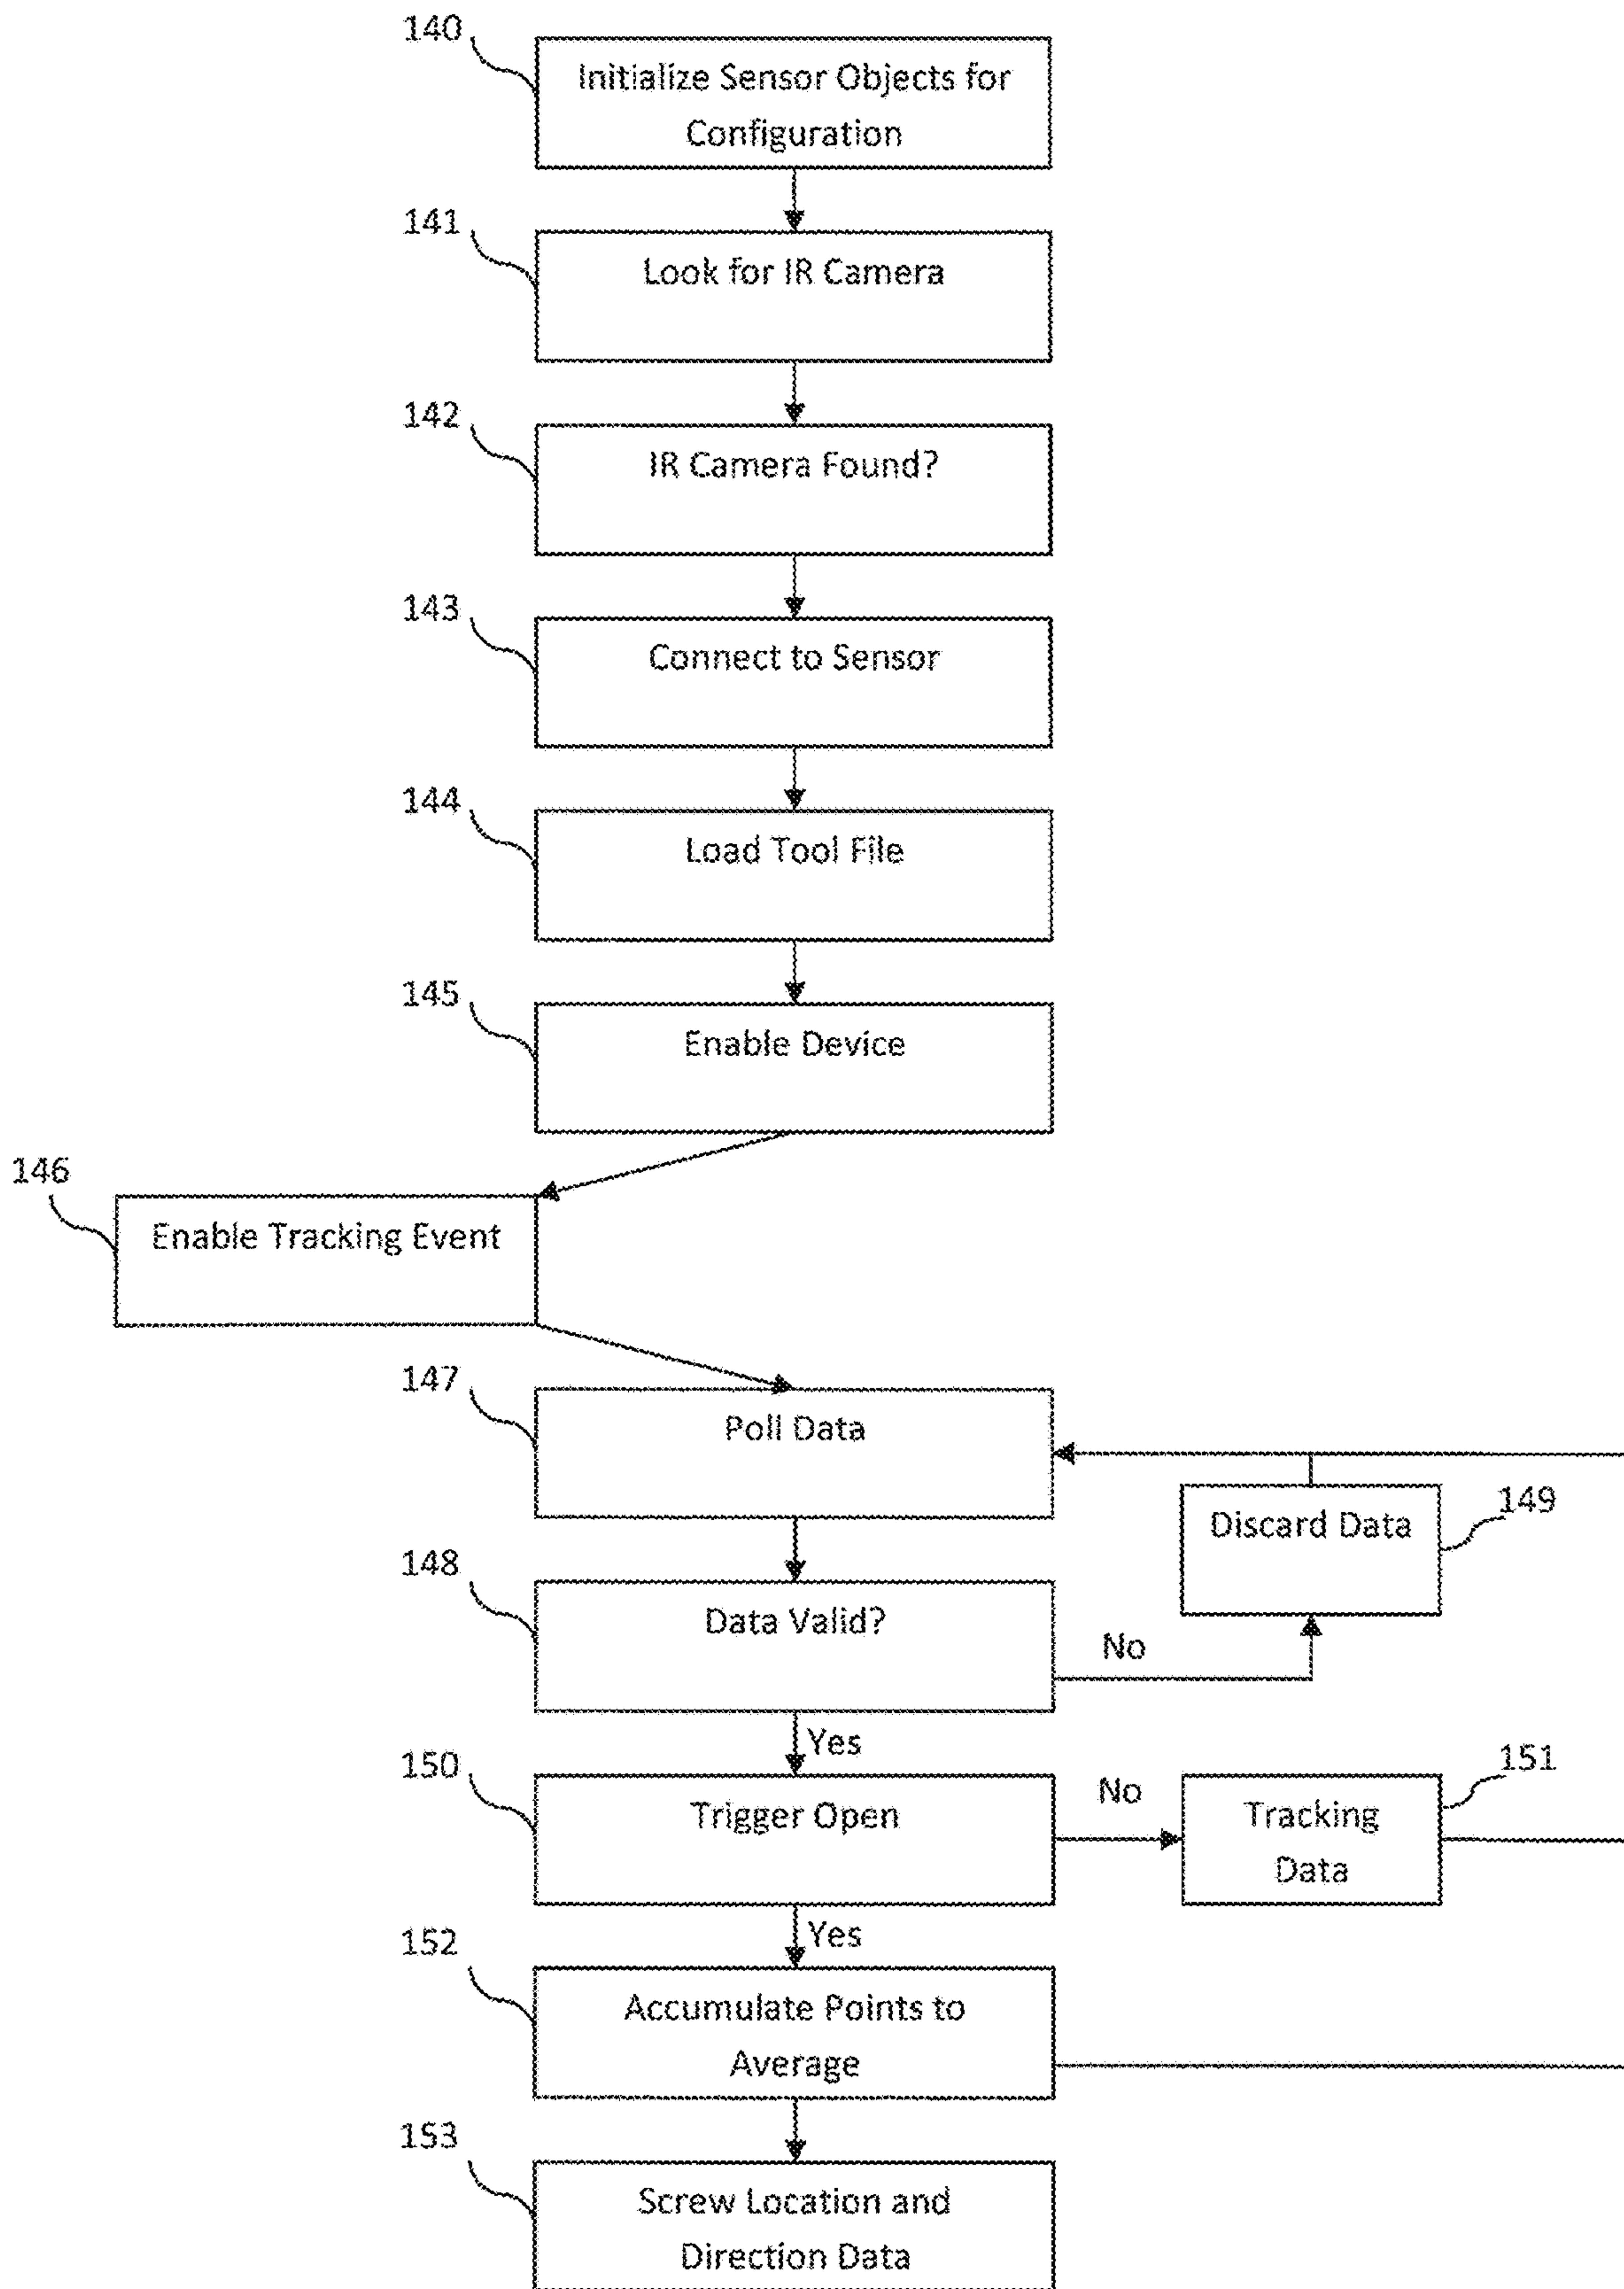 140
Initialize Sensor Objects for
Configuration
141
Look for IR Camera
142
IR Camera Found?
143
Connect to Sensor
144
Load Tool File
145
Enable Device
146
Enable Tracking Event
147
Poll Data
149
Discard Data
148
Data Valid?
No
Yes
150
Trigger Open
No
151
Tracking
Data
Yes
152
Accumulate Points to
Average
153
Screw Location and
Direction Data